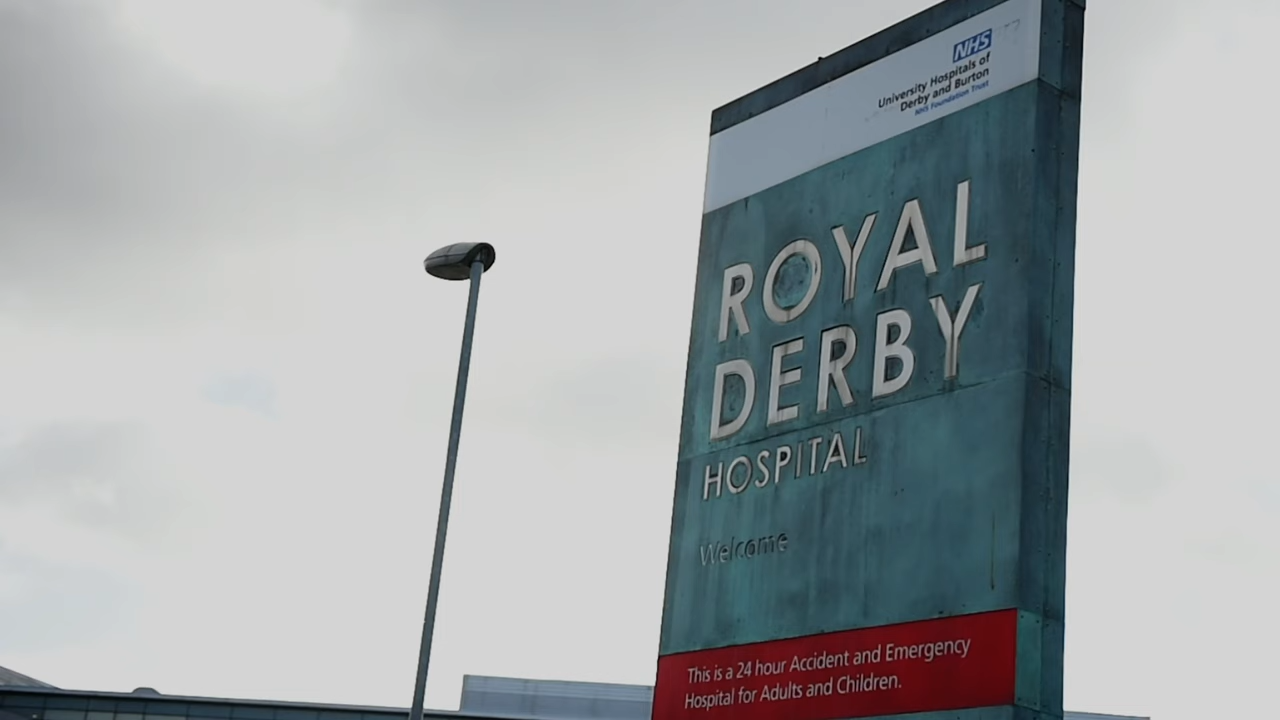 NHS
University Hospitals of
Derby and Burton
NHS Foundation Trust
ROYAL
DERBY
HOSPITAL
Welcome
This is a 24 hour Accident and Emergency
Hospital for Adults and Children.